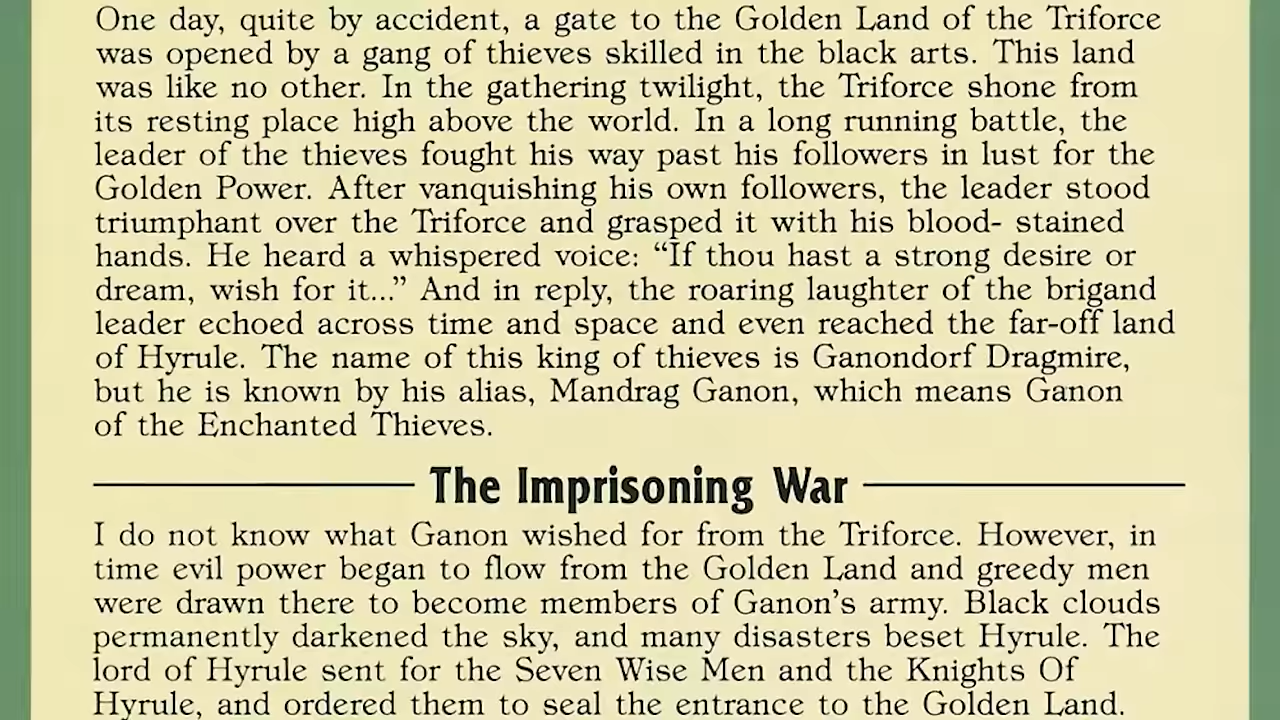 One day, quite by accident, a gate to the Golden Land of the Triforce
was opened by a gang of thieves skilled in the black arts. This land
was like no other. In the gathering twilight, the Triforce shone from
its resting place high above the world. In a long running battle, the
leader of the thieves fought his way past his followers in lust for the
Golden Power. After vanquishing his own followers, the leader stood
triumphant over the Triforce and grasped it with his blood- stained
hands. He heard a whispered voice: “If thou hast a strong desire or
dream, wish for it...” And in reply, the roaring laughter of the brigand
leader echoed across time and space and even reached the far-off land
of Hyrule. The name of this king of thieves is Ganondorf Dragmire,
but he is known by his alias, Mandrag Ganon, which means Ganon
of the Enchanted Thieves.
The Imprisoning War
I do not know what Ganon wished for from the Triforce. However, in
time evil power began to flow from the Golden Land and greedy men
were drawn there to become members of Ganon’s army. Black clouds
permanently darkened the sky, and many disasters beset Hyrule. The
lord of Hyrule sent for the Seven Wise Men and the Knights Of
Hyrule, and ordered them to seal the entrance to the Golden Land.